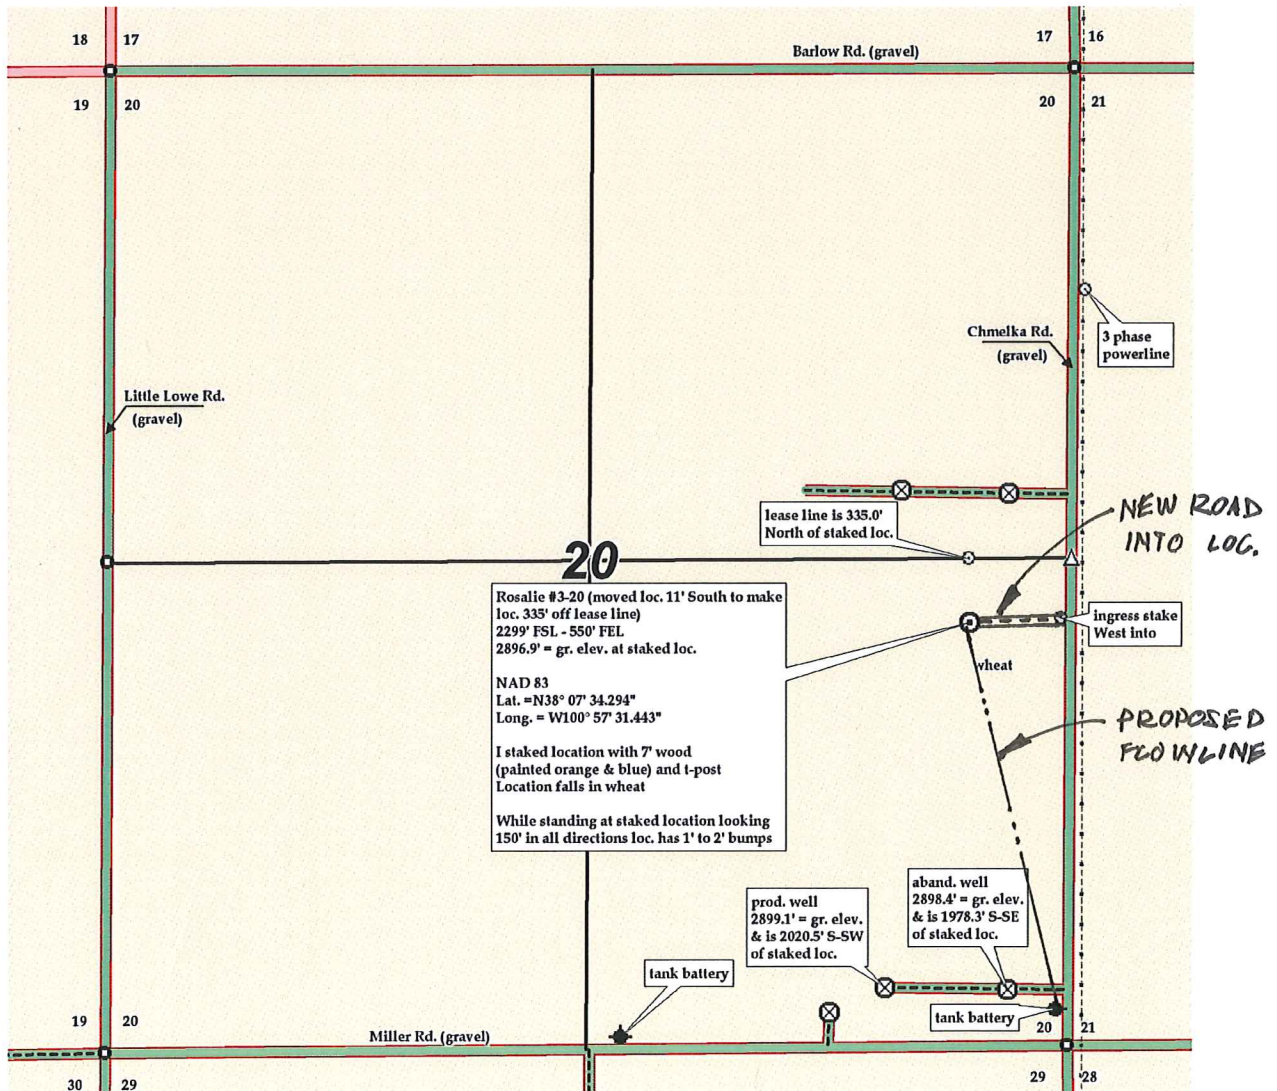 18 17
17 16
Barlow Rd. (gravel)
19 20
20 21
Chmelka Rd.
(gravel)
3 phase
powerline
Little Lowe Rd.
(gravel)
lease line is 335.0'
North of staked loc.
NEW ROAD
INTO LOC.
20
Rosalie #3-20 (moved loc. 11' South to make
loc. 335' off lease line)
2299' FSL - 550' FEL
2896.9' = gr. elev. at staked loc.
NAD 83
Lat. =N38° 07' 34.294"
Long. = W100° 57' 31.443"
I staked location with 7' wood
(painted orange & blue) and t-post
Location falls in wheat
While standing at staked location looking
150' in all directions loc. has 1' to 2' bumps
ingress stake
West into
wheat
PROPOSED
FLOWLINE
prod. well
2899.1' = gr. elev.
& is 2020.5' S-SW
of staked loc.
aband. well
2898.4' = gr. elev.
& is 1978.3' S-SE
of staked loc.
tank battery
tank battery
19 20
20 21
Miller Rd. (gravel)
30 29
29 28